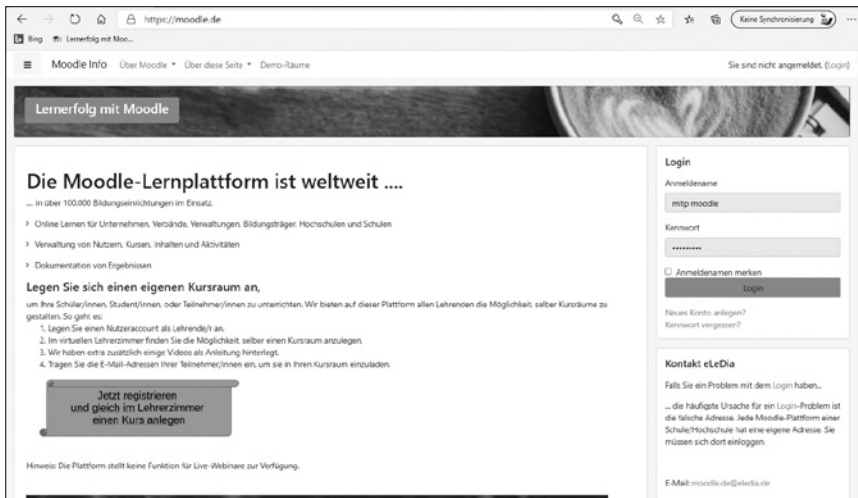 https://moodle.de
Keine Synchronisierung
Bing Lernerfolg mit Moo...
Moodle Info Über Moodle Über diese Seite Demo-Räume Sie sind nicht angemeldet. (Login)
Lernerfolg mit Moodle
Die Moodle-Lernplattform ist weltweit ....
... in über 100.000 Bildungseinrichtungen im Einsatz.
Online Lernen für Unternehmen, Verbände, Verwaltungen, Bildungsträger, Hochschulen und Schulen
Verwaltung von Nutzern, Kursen, Inhalten und Aktivitäten
Dokumentation von Ergebnissen
Legen Sie sich einen eigenen Kursraum an,
um Ihre Schüler/innen, Student/innen, oder Teilnehmer/innen zu unterrichten. Wir bieten auf dieser Plattform allen Lehrenden die Möglichkeit, selber Kursräume zu
gestalten. So geht es:
1. Legen Sie einen Nutzeraccount als Lehrende/r an.
2. Im virtuellen Lehrerzimmer finden Sie die Möglichkeit, selber einen Kursraum anzulegen.
3. Wir haben extra zusätzlich einige Videos als Anleitung hinterlegt.
4. Tragen Sie die E-Mail-Adressen Ihrer Teilnehmer/innen ein, um sie in Ihren Kursraum einzuladen.
Jetzt registrieren
und gleich im Lehrerzimmer
einen Kurs anlegen
Hinweis: Die Plattform stellt keine Funktion für Live-Webinare zur Verfügung.
Login
Anmeldename
mitp moodle
Kennwort
•••••••••
Anmeldenamen merken
Login
Neues Konto anlegen?
Kennwort vergessen?
Kontakt eLeDia
Falls Sie ein Problem mit dem Login haben...
... die häufigste Ursache für ein Login-Problem ist
die falsche Adresse. Jede Moodle-Plattform einer
Schule/Hochschule hat eine eigene Adresse. Sie
müssen sich dort einloggen.
E-Mail: moodle.de@eledia.de